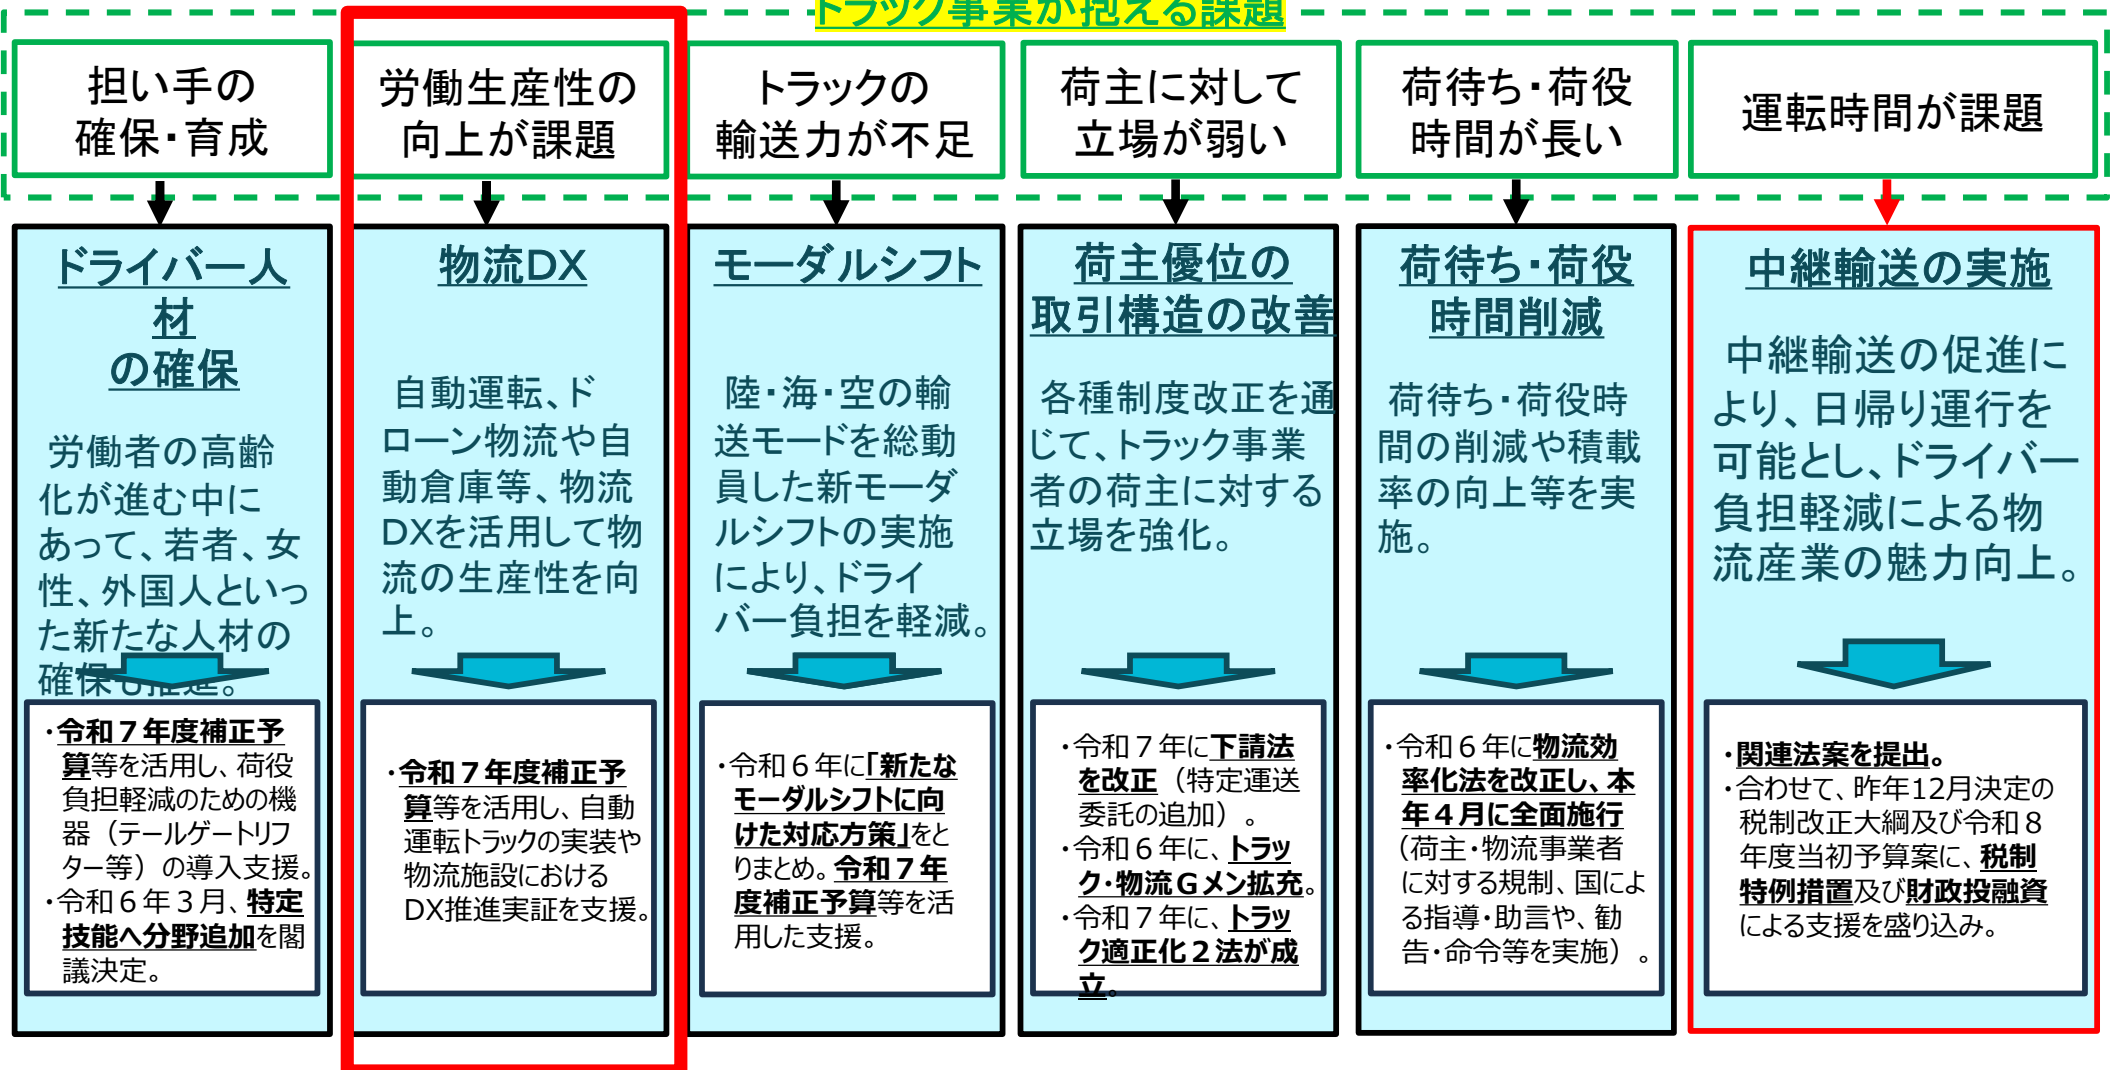 トラック事業が抱える課題
担い手の
確保・育成
労働生産性の
向上が課題
トラックの
輸送力が不足
荷主に対して
立場が弱い
荷待ち・荷役
時間が長い
運転時間が課題
ドライバー人
材
の確保
労働者の高齢
化が進む中に
あって、若者、女
性、外国人といっ
た新たな人材の
確保も推進。
・令和７年度補正予
算等を活用し、荷役
負担軽減のための機
器（テールゲートリフ
ター等）の導入支援。
・令和６年３月、特定
技能へ分野追加を閣
議決定。
物流DX
自動運転、ド
ローン物流や自
動倉庫等、物流
DXを活用して物
流の生産性を向
上。
・令和７年度補正予
算等を活用し、自動
運転トラックの実装や
物流施設における
DX推進実証を支援。
モーダルシフト
陸・海・空の輸
送モードを総動
員した新モーダ
ルシフトの実施
により、ドライ
バー負担を軽減。
・令和６年に「新たな
モーダルシフトに向
けた対応方策」をと
りまとめ。令和７年
度補正予算等を活
用した支援。
荷主優位の
取引構造の改善
各種制度改正を通
じて、トラック事業
者の荷主に対する
立場を強化。
・令和７年に下請法
を改正（特定運送
委託の追加）。
・令和６年に、トラッ
ク・物流Ｇメン拡充。
・令和７年に、トラッ
ク適正化２法が成
立。
荷待ち・荷役
時間削減
荷待ち・荷役時
間の削減や積載
率の向上等を実
施。
・令和６年に物流効
率化法を改正し、本
年４月に全面施行
（荷主・物流事業者
に対する規制、国によ
る指導・助言や、勧
告・命令等を実施）。
中継輸送の実施
中継輸送の促進に
より、日帰り運行を
可能とし、ドライバー
負担軽減による物
流産業の魅力向上。
・関連法案を提出。
・合わせて、昨年12月決定の
税制改正大綱及び令和８
年度当初予算案に、税制
特例措置及び財政投融資
による支援を盛り込み。